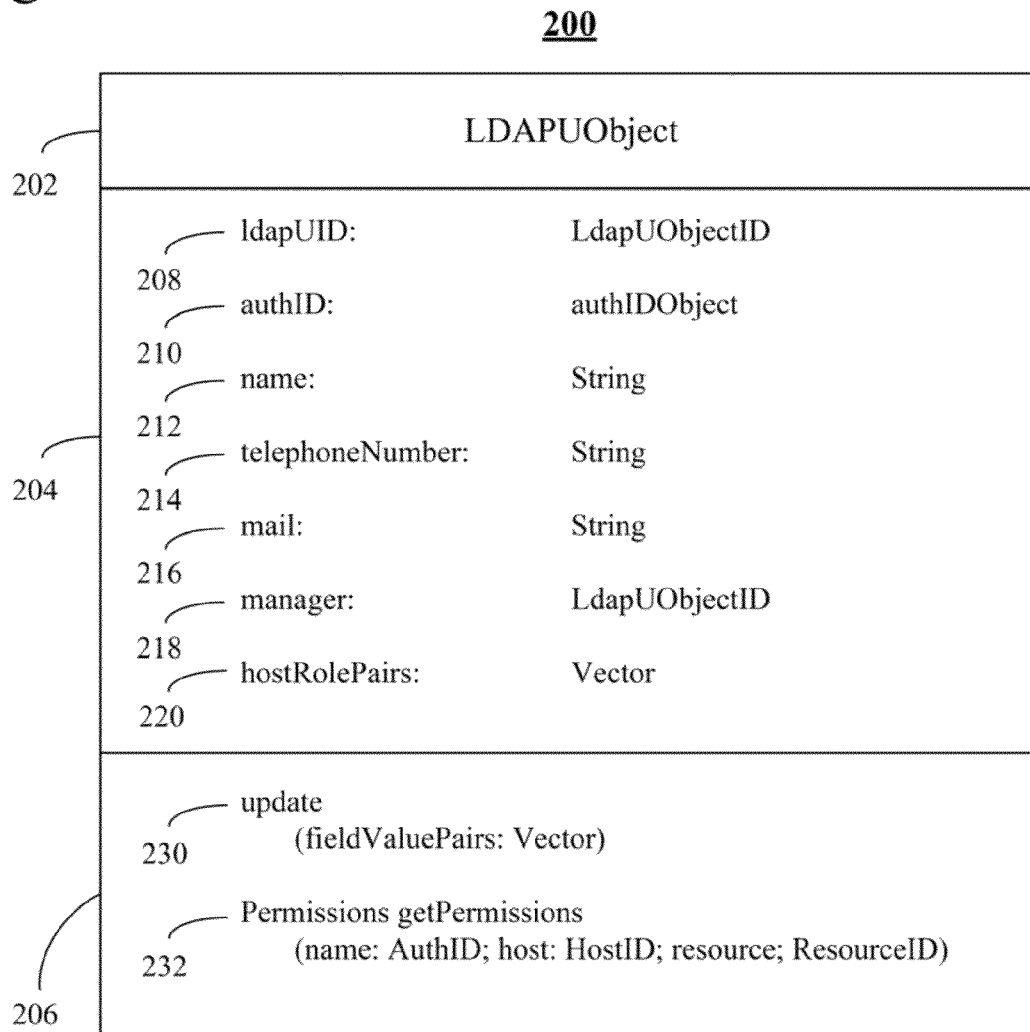 200
LDAPUObject
202
ldapUID: LdapUObjectID
208
authID: authIDObject
210
name: String
212
telephoneNumber: String
204
214
mail: String
216
manager: LdapUObjectID
218
hostRolePairs: Vector
220
update
(fieldValuePairs: Vector)
230
Permissions getPermissions
(name: AuthID; host: HostID; resource; ResourceID)
232
206